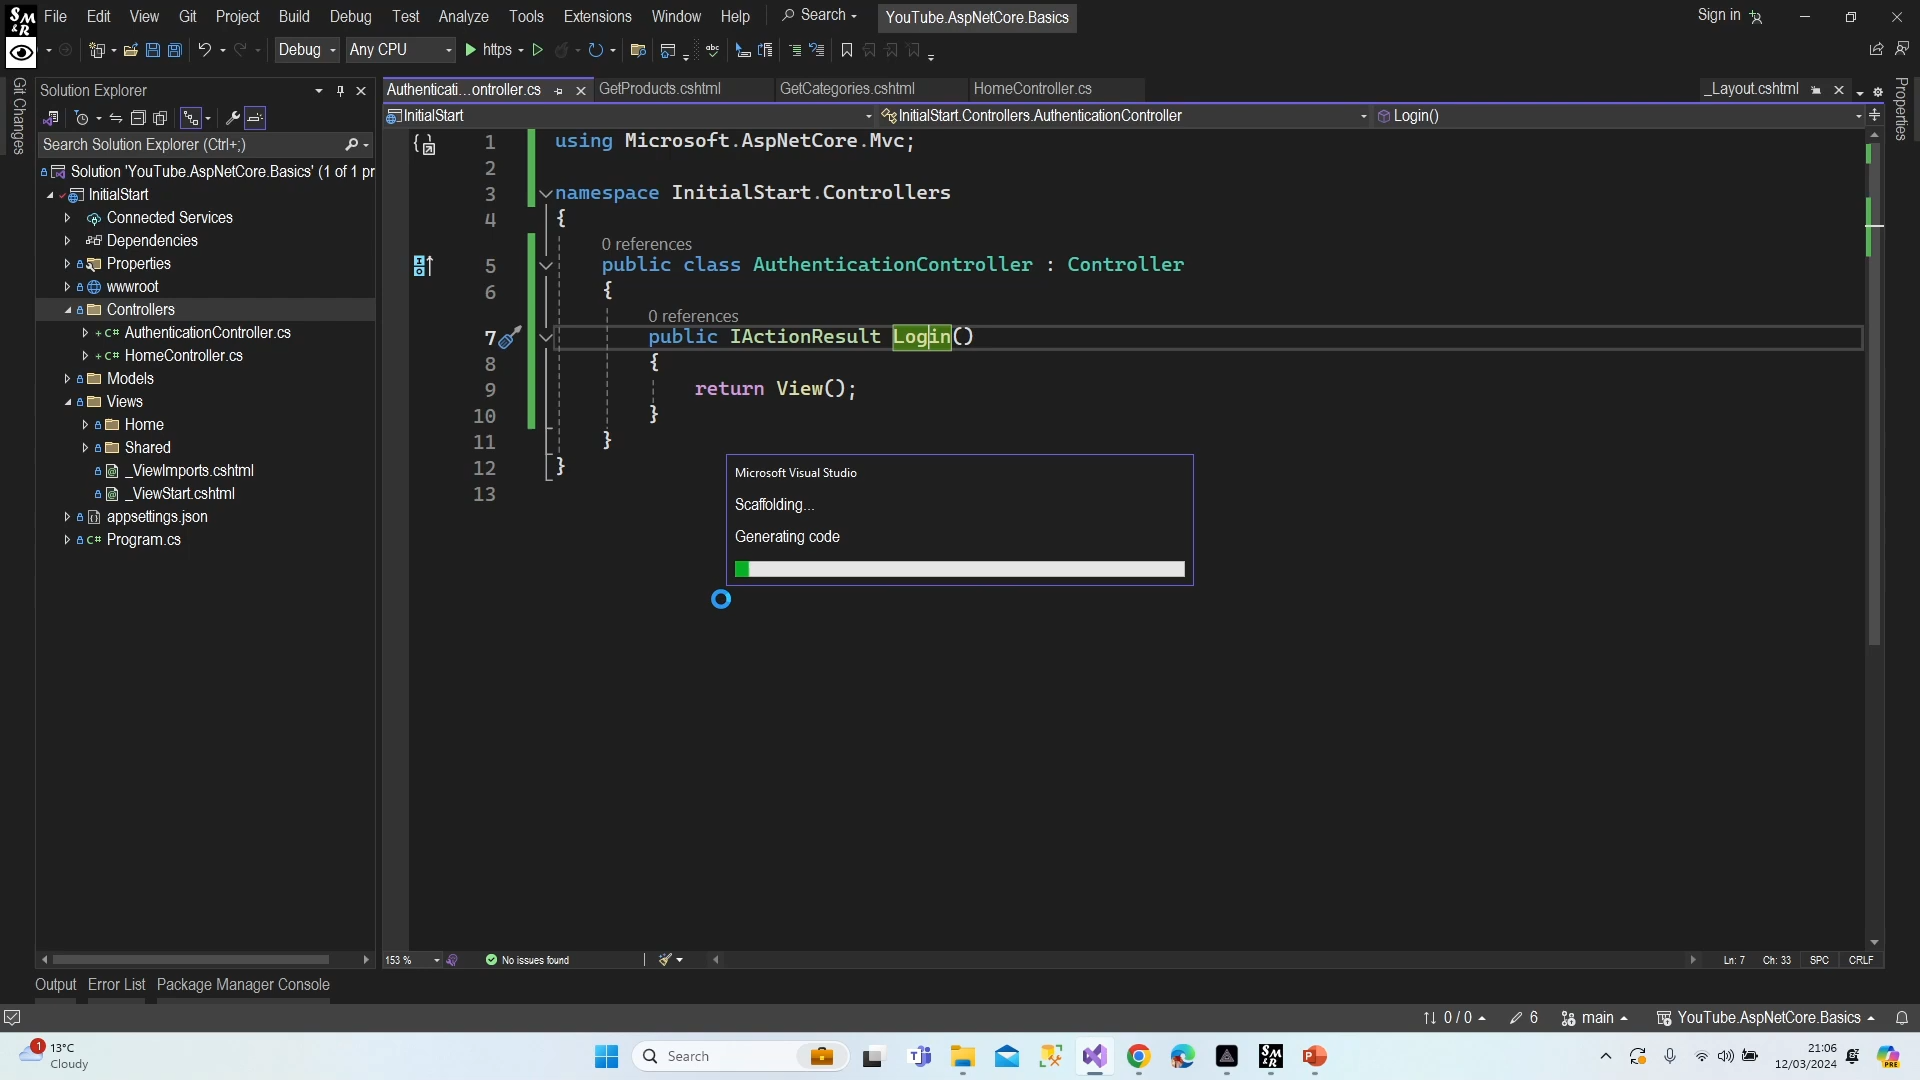 File Edit View Git Project Build Debug Test Analyze Tools Extensions Window Help Search YouTube.AspNetCore.Basics Sign in
Debug Any CPU https
Git Changes
Solution Explorer
Search Solution Explorer (Ctrl+;)
Solution 'YouTube.AspNetCore.Basics' (1 of 1 pr
InitialStart
Connected Services
Dependencies
Properties
wwwroot
Controllers
AuthenticationController.cs
HomeController.cs
Models
Views
Home
Shared
_ViewImports.cshtml
_ViewStart.cshtml
appsettings.json
Program.cs
Authenticati...ontroller.cs GetProducts.cshtml GetCategories.cshtml HomeController.cs _Layout.cshtml
InitialStart InitialStart.Controllers.AuthenticationController Login()
1 using Microsoft.AspNetCore.Mvc;
2
3 namespace InitialStart.Controllers
4 {
0 references
5 public class AuthenticationController : Controller
6 {
0 references
7 public IActionResult Login()
8 {
9 return View();
10 }
11 }
12 }
13
Microsoft Visual Studio
Scaffolding...
Generating code
Properties
153 % No issues found Ln: 7 Ch: 33 SPC CRLF
Output Error List Package Manager Console
0 / 0 6 main YouTube.AspNetCore.Basics
1 13°C
Cloudy
Search
21:06
12/03/2024
PRE